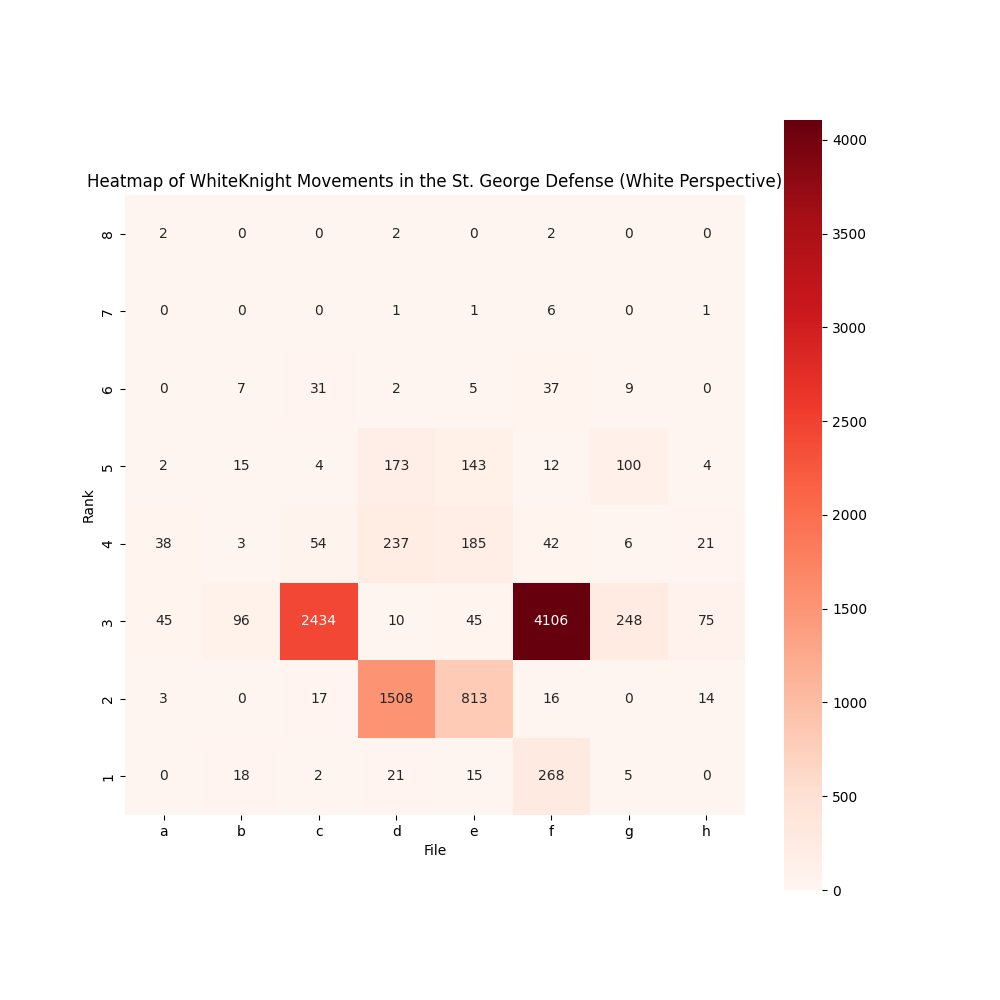 Heatmap of WhiteKnight Movements in the St. George Defense (White Perspective)
4000
8 2 0 0 2 0 2 0 0
3500
7 0 0 0 1 1 6 0 1
3000
6 0 7 31 2 5 37 9 0
2500
5 2 15 4 173 143 12 100 4
Rank
2000
4 38 3 54 237 185 42 6 21
1500
3 45 96 2434 10 45 4106 248 75
1000
2 3 0 17 1508 813 16 0 14
1 0 18 2 21 15 268 5 0
500
a b c d e f g h
File
0